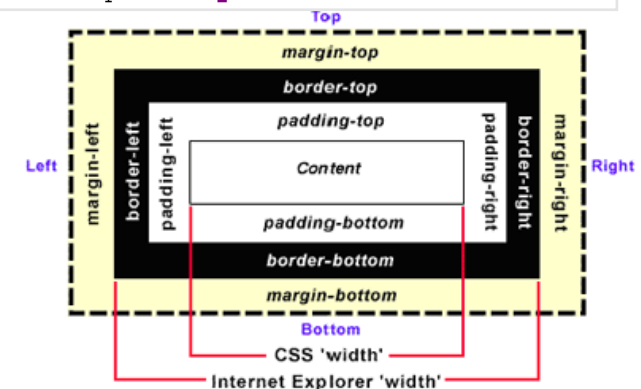 Top
margin-top
border-top
padding-top
Left
margin-left
border-left
padding-left
Content
padding-right
border-right
margin-right
Right
padding-bottom
border-bottom
margin-bottom
Bottom
CSS 'width'
Internet Explorer 'width'